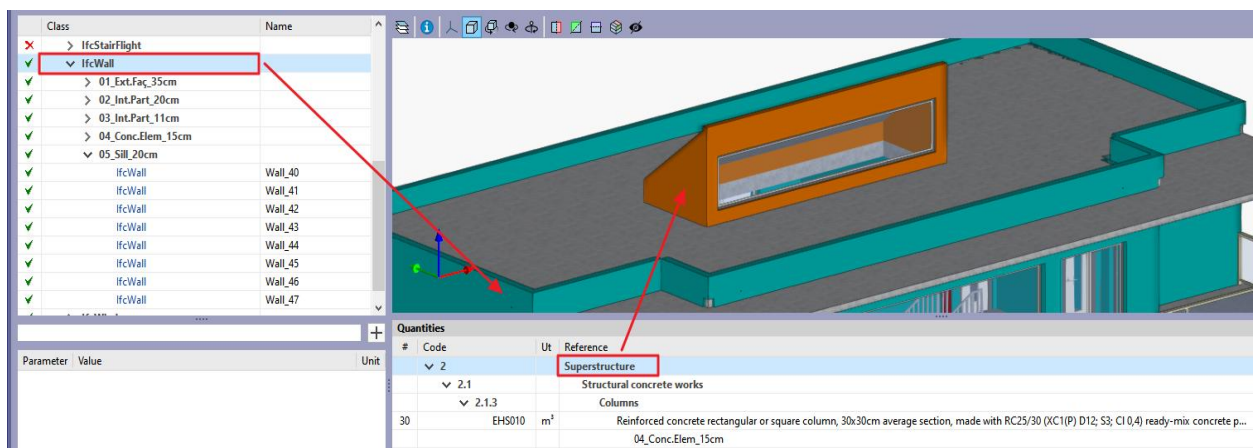 Class Name
IfcStairFlight
IfcWall
01_Ext.Faç_35cm
02_Int.Part_20cm
03_Int.Part_11cm
04_Conc.Elem_15cm
05_Sill_20cm
IfcWall Wall_40
IfcWall Wall_41
IfcWall Wall_42
IfcWall Wall_43
IfcWall Wall_44
IfcWall Wall_45
IfcWall Wall_46
IfcWall Wall_47
Parameter Value Unit
Quantities
# Code Ut Reference
2 Superstructure
2.1 Structural concrete works
2.1.3 Columns
30 EHS010 m³ Reinforced concrete rectangular or square column, 30x30cm average section, made with RC25/30 (XC1(P) D12; S3; Cl 0,4) ready-mix concrete p...
04_Conc.Elem_15cm